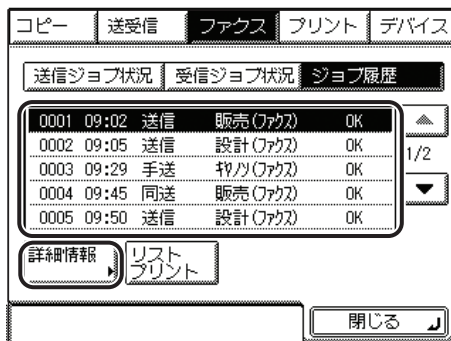 コピー 送受信 ファクス プリント デバイス
送信ジョブ状況 受信ジョブ状況 ジョブ履歴
0001 09:02 送信 販売(ファクス) OK
0002 09:05 送信 設計(ファクス) OK
0003 09:29 手送 キヤノン(ファクス) OK
0004 09:45 同送 販売(ファクス) OK
0005 09:50 送信 設計(ファクス) OK
1/2
詳細情報 リスト
プリント
閉じる